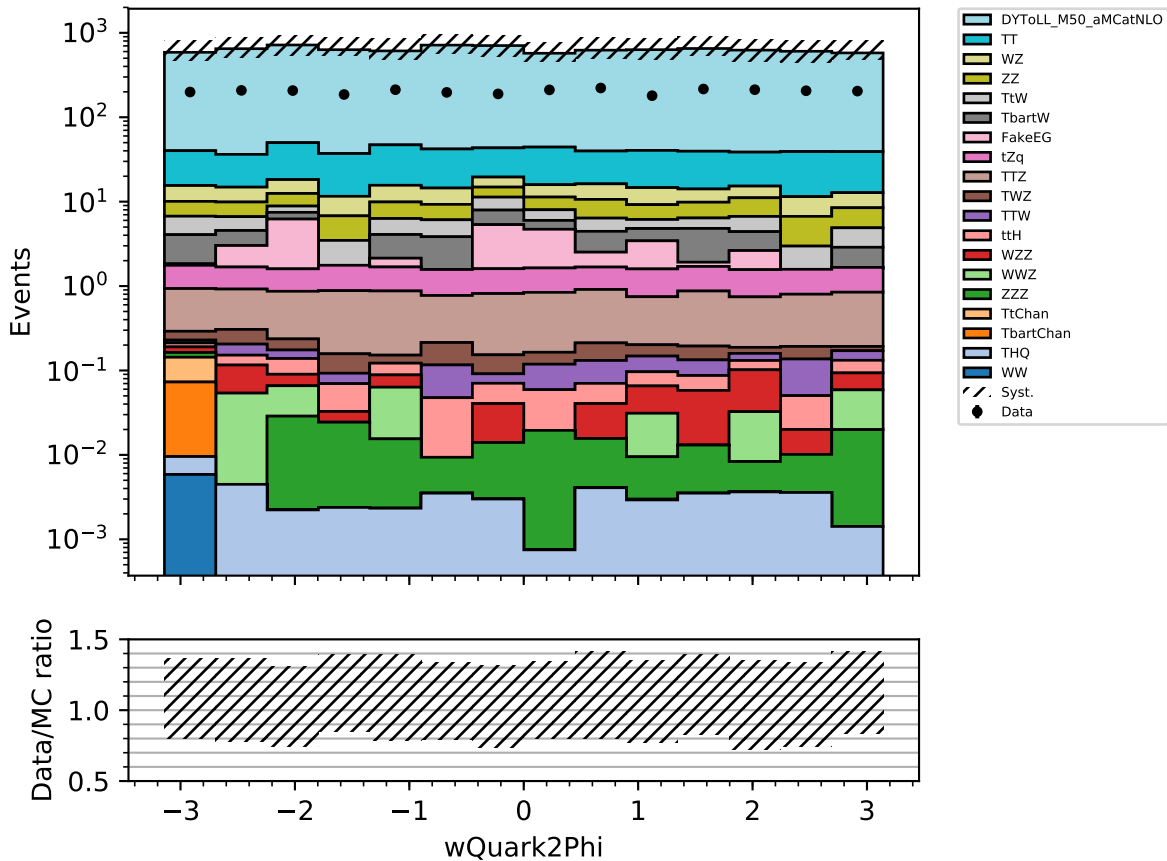 Events
10³
10²
10¹
10⁰
10⁻¹
10⁻²
10⁻³
DYToLL_M50_aMCatNLO
TT
WZ
ZZ
TtW
TbartW
FakeEG
tZq
TTZ
TWZ
TTW
ttH
WZZ
WWZ
ZZZ
TtChan
TbartChan
THQ
WW
Syst.
Data
Data/MC ratio
1.5
1.0
0.5
−3 −2 −1 0 1 2 3
wQuark2Phi